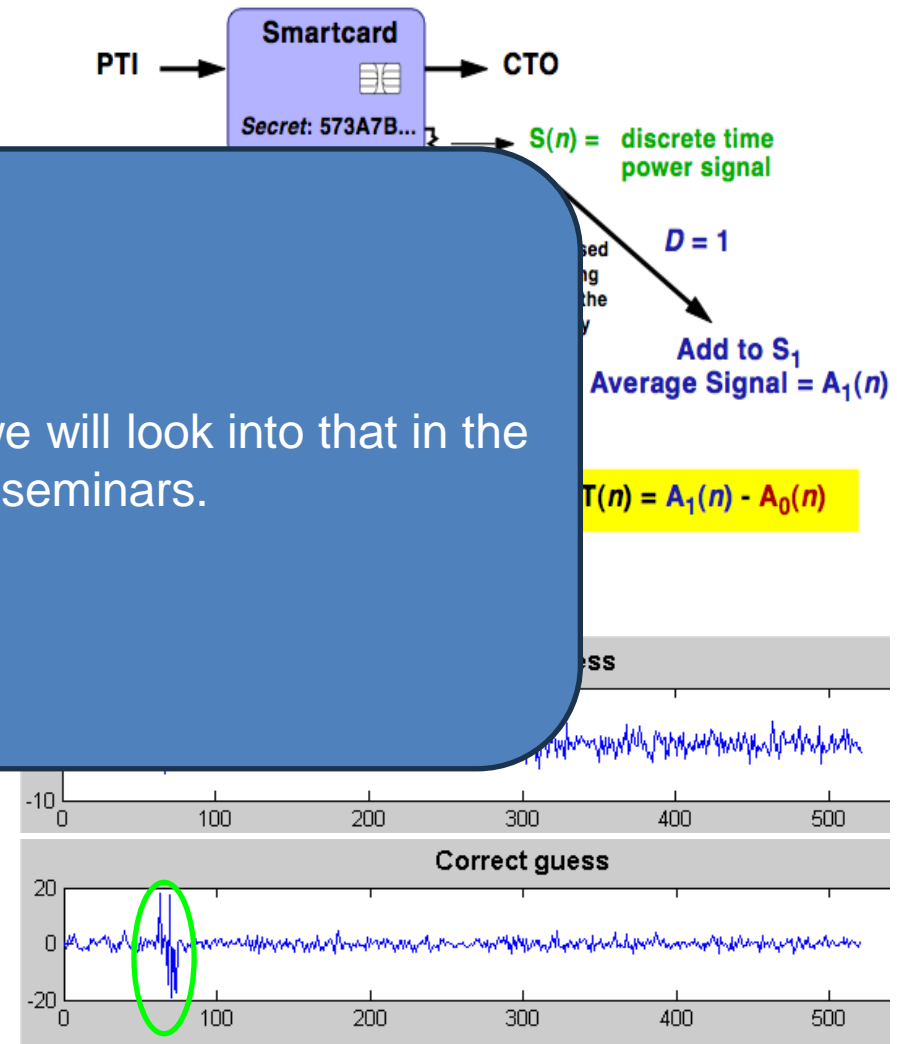 Smartcard
PTI
CTO
Secret: 573A7B...
S(n) = discrete time
power signal
D = 1
the
Add to S₁
Average Signal = A₁(n)
we will look into that in the
seminars.
T(n) = A₁(n) - A₀(n)
-10
0 100 200 300 400 500
Correct guess
20
0
-20
0 100 200 300 400 500